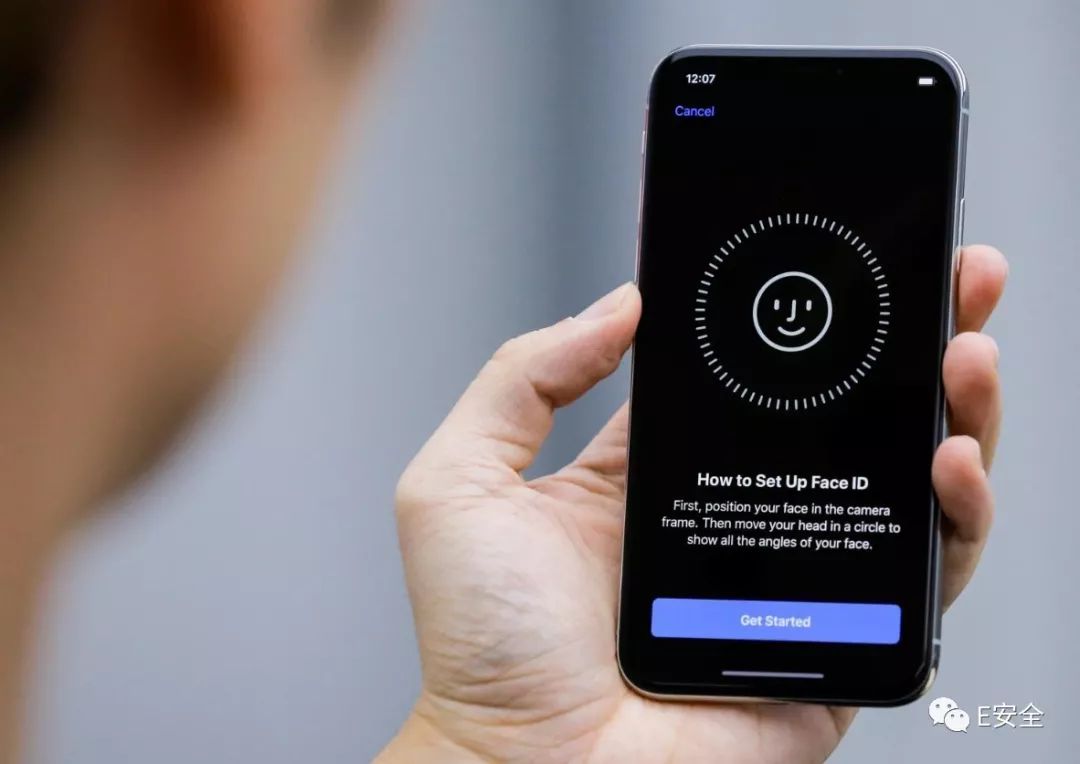 12:07
Cancel
How to Set Up Face ID
First, position your face in the camera
frame. Then move your head in a circle to
show all the angles of your face.
Get Started
E安全